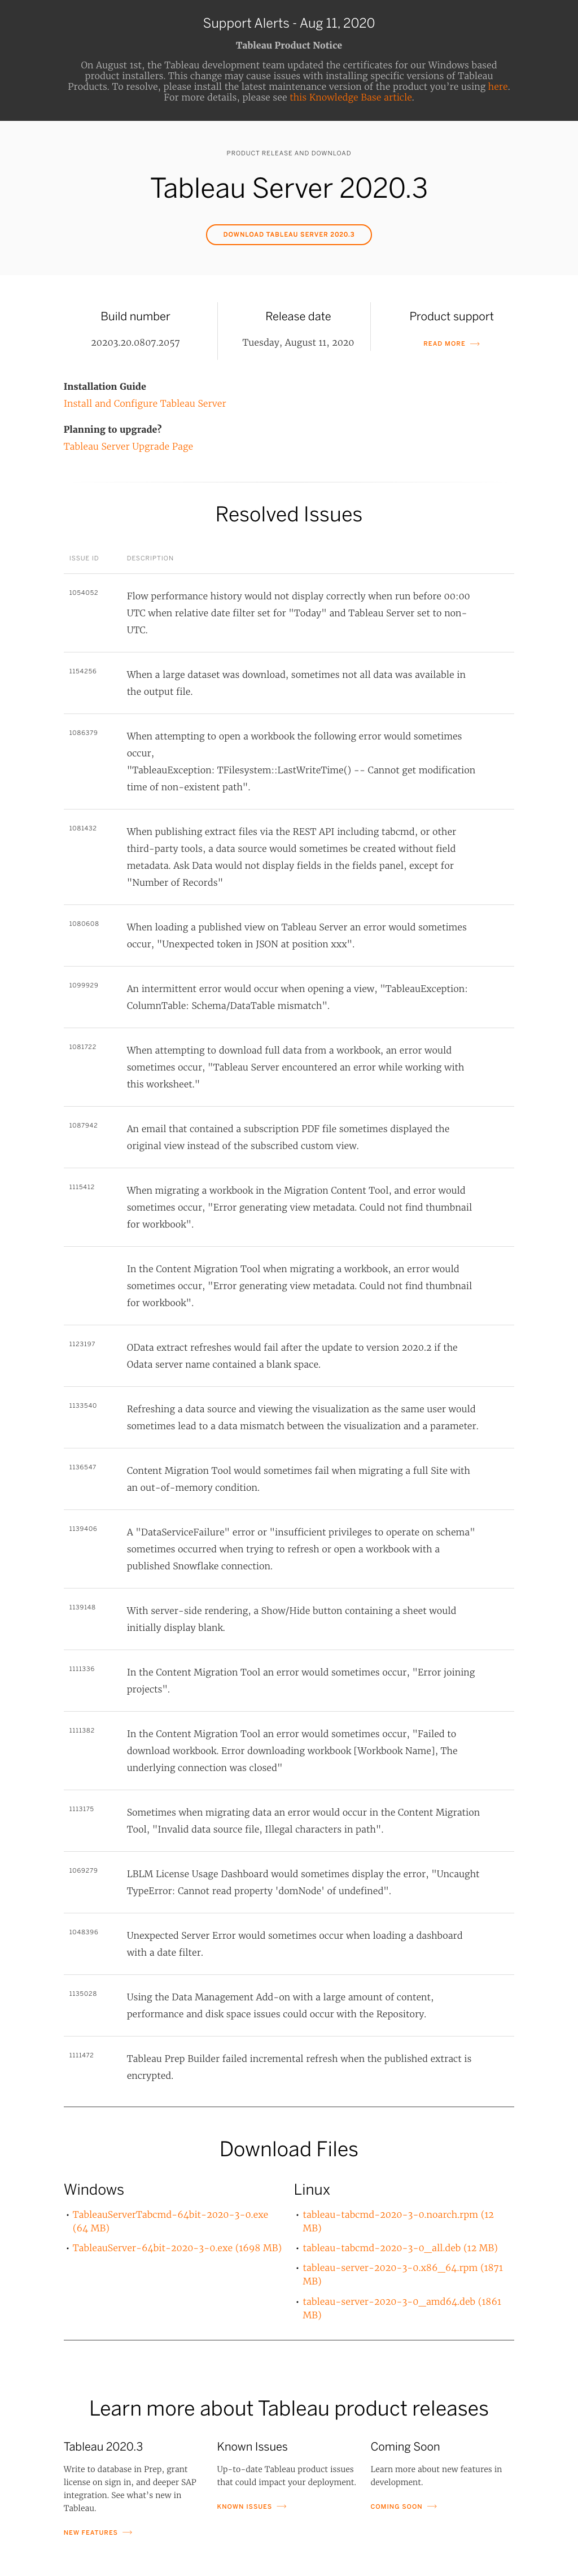 Support Alerts - Aug 11, 2020
Tableau Product Notice
On August 1st, the Tableau development team updated the certificates for our Windows based
product installers. This change may cause issues with installing specific versions of Tableau
Products. To resolve, please install the latest maintenance version of the product you're using here.
For more details, please see this Knowledge Base article.
PRODUCT RELEASE AND DOWNLOAD
Tableau Server 2020.3
DOWNLOAD TABLEAU SERVER 2020.3
Build number
20203.20.0807.2057
Release date
Tuesday, August 11, 2020
Product support
READ MORE
Installation Guide
Install and Configure Tableau Server
Planning to upgrade?
Tableau Server Upgrade Page
Resolved Issues
ISSUE ID DESCRIPTION
1054052 Flow performance history would not display correctly when run before 00:00
UTC when relative date filter set for "Today" and Tableau Server set to non-
UTC.
1154256 When a large dataset was download, sometimes not all data was available in
the output file.
1086379 When attempting to open a workbook the following error would sometimes
occur,
"TableauException: TFilesystem::LastWriteTime() -- Cannot get modification
time of non-existent path".
1081432 When publishing extract files via the REST API including tabcmd, or other
third-party tools, a data source would sometimes be created without field
metadata. Ask Data would not display fields in the fields panel, except for
"Number of Records"
1080608 When loading a published view on Tableau Server an error would sometimes
occur, "Unexpected token in JSON at position xxx".
1099929 An intermittent error would occur when opening a view, "TableauException:
ColumnTable: Schema/DataTable mismatch".
1081722 When attempting to download full data from a workbook, an error would
sometimes occur, "Tableau Server encountered an error while working with
this worksheet."
1087942 An email that contained a subscription PDF file sometimes displayed the
original view instead of the subscribed custom view.
1115412 When migrating a workbook in the Migration Content Tool, and error would
sometimes occur, "Error generating view metadata. Could not find thumbnail
for workbook".
In the Content Migration Tool when migrating a workbook, an error would
sometimes occur, "Error generating view metadata. Could not find thumbnail
for workbook".
1123197 OData extract refreshes would fail after the update to version 2020.2 if the
Odata server name contained a blank space.
1133540 Refreshing a data source and viewing the visualization as the same user would
sometimes lead to a data mismatch between the visualization and a parameter.
1136547 Content Migration Tool would sometimes fail when migrating a full Site with
an out-of-memory condition.
1139406 A "DataServiceFailure" error or "insufficient privileges to operate on schema"
sometimes occurred when trying to refresh or open a workbook with a
published Snowflake connection.
1139148 With server-side rendering, a Show/Hide button containing a sheet would
initially display blank.
1111336 In the Content Migration Tool an error would sometimes occur, "Error joining
projects".
1111382 In the Content Migration Tool an error would sometimes occur, "Failed to
download workbook. Error downloading workbook [Workbook Name], The
underlying connection was closed"
1113175 Sometimes when migrating data an error would occur in the Content Migration
Tool, "Invalid data source file, Illegal characters in path".
1069279 LBLM License Usage Dashboard would sometimes display the error, "Uncaught
TypeError: Cannot read property 'domNode' of undefined".
1048396 Unexpected Server Error would sometimes occur when loading a dashboard
with a date filter.
1135028 Using the Data Management Add-on with a large amount of content,
performance and disk space issues could occur with the Repository.
1111472 Tableau Prep Builder failed incremental refresh when the published extract is
encrypted.
Download Files
Windows
• TableauServerTabcmd-64bit-2020-3-0.exe
(64 MB)
• TableauServer-64bit-2020-3-0.exe (1698 MB)
Linux
• tableau-tabcmd-2020-3-0.noarch.rpm (12
MB)
• tableau-tabcmd-2020-3-0_all.deb (12 MB)
• tableau-server-2020-3-0.x86_64.rpm (1871
MB)
• tableau-server-2020-3-0_amd64.deb (1861
MB)
Learn more about Tableau product releases
Tableau 2020.3
Write to database in Prep, grant
license on sign in, and deeper SAP
integration. See what's new in
Tableau.
NEW FEATURES
Known Issues
Up-to-date Tableau product issues
that could impact your deployment.
KNOWN ISSUES
Coming Soon
Learn more about new features in
development.
COMING SOON